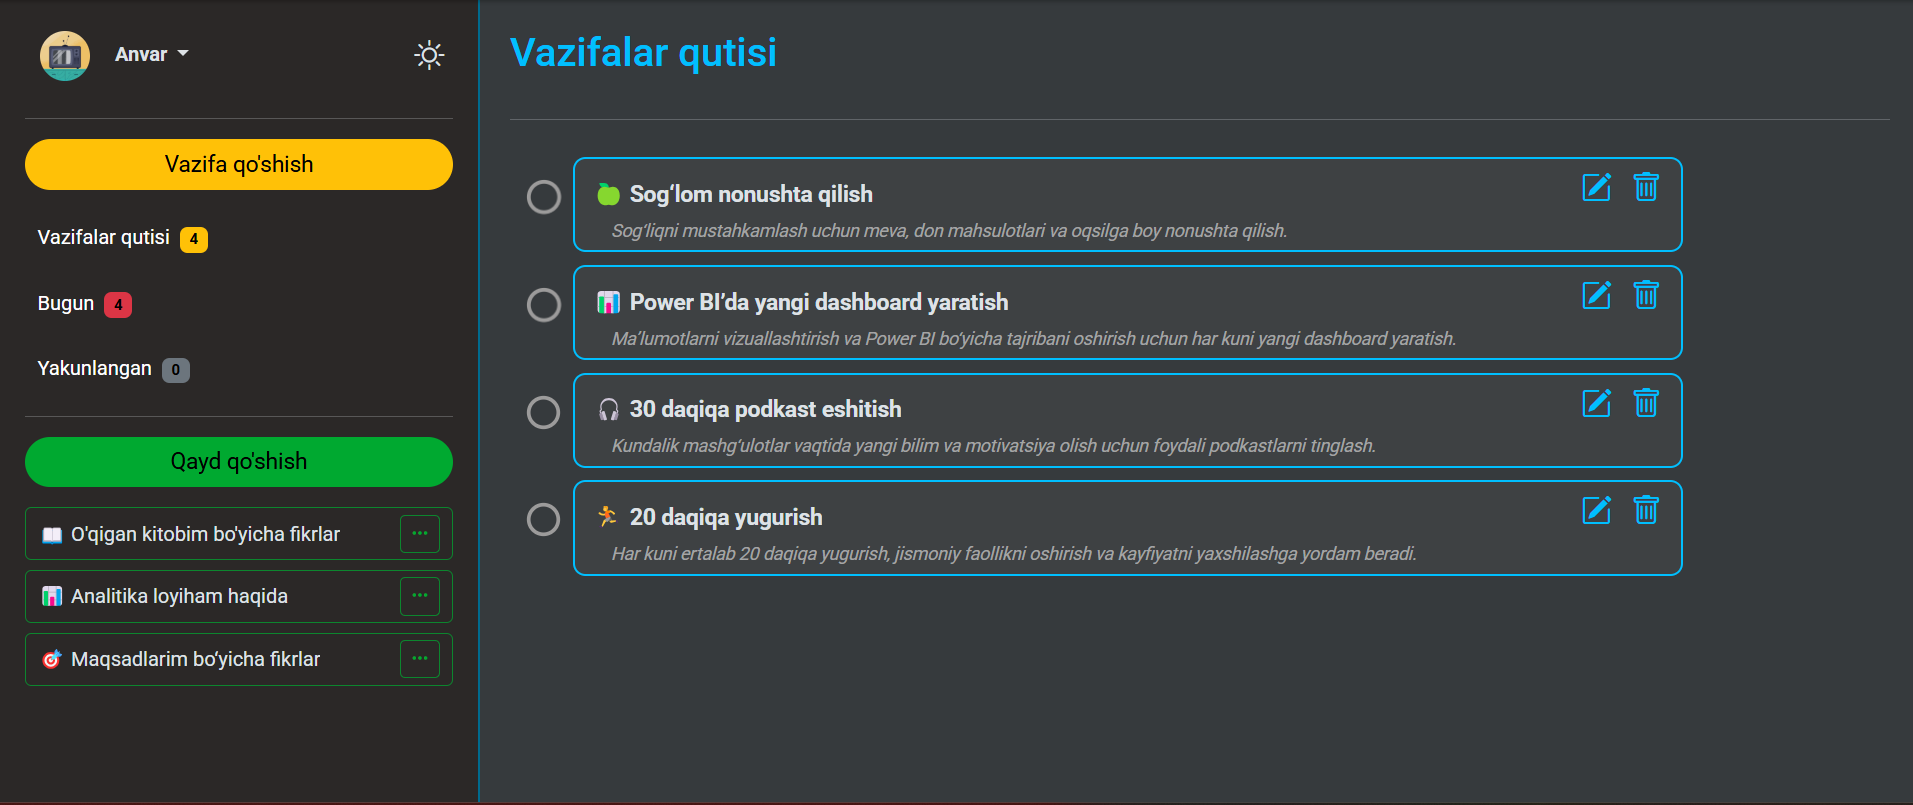 Anvar
Vazifa qo'shish
Vazifalar qutisi 4
Bugun 4
Yakunlangan 0
Qayd qo'shish
O'qigan kitobim bo'yicha fikrlar
Analitika loyiham haqida
Maqsadlarim bo‘yicha fikrlar
Vazifalar qutisi
Sog‘lom nonushta qilish
Sog‘liqni mustahkamlash uchun meva, don mahsulotlari va oqsilga boy nonushta qilish.
Power BI’da yangi dashboard yaratish
Ma’lumotlarni vizuallashtirish va Power BI bo‘yicha tajribani oshirish uchun har kuni yangi dashboard yaratish.
30 daqiqa podkast eshitish
Kundalik mashg‘ulotlar vaqtida yangi bilim va motivatsiya olish uchun foydali podkastlarni tinglash.
20 daqiqa yugurish
Har kuni ertalab 20 daqiqa yugurish, jismoniy faollikni oshirish va kayfiyatni yaxshilashga yordam beradi.